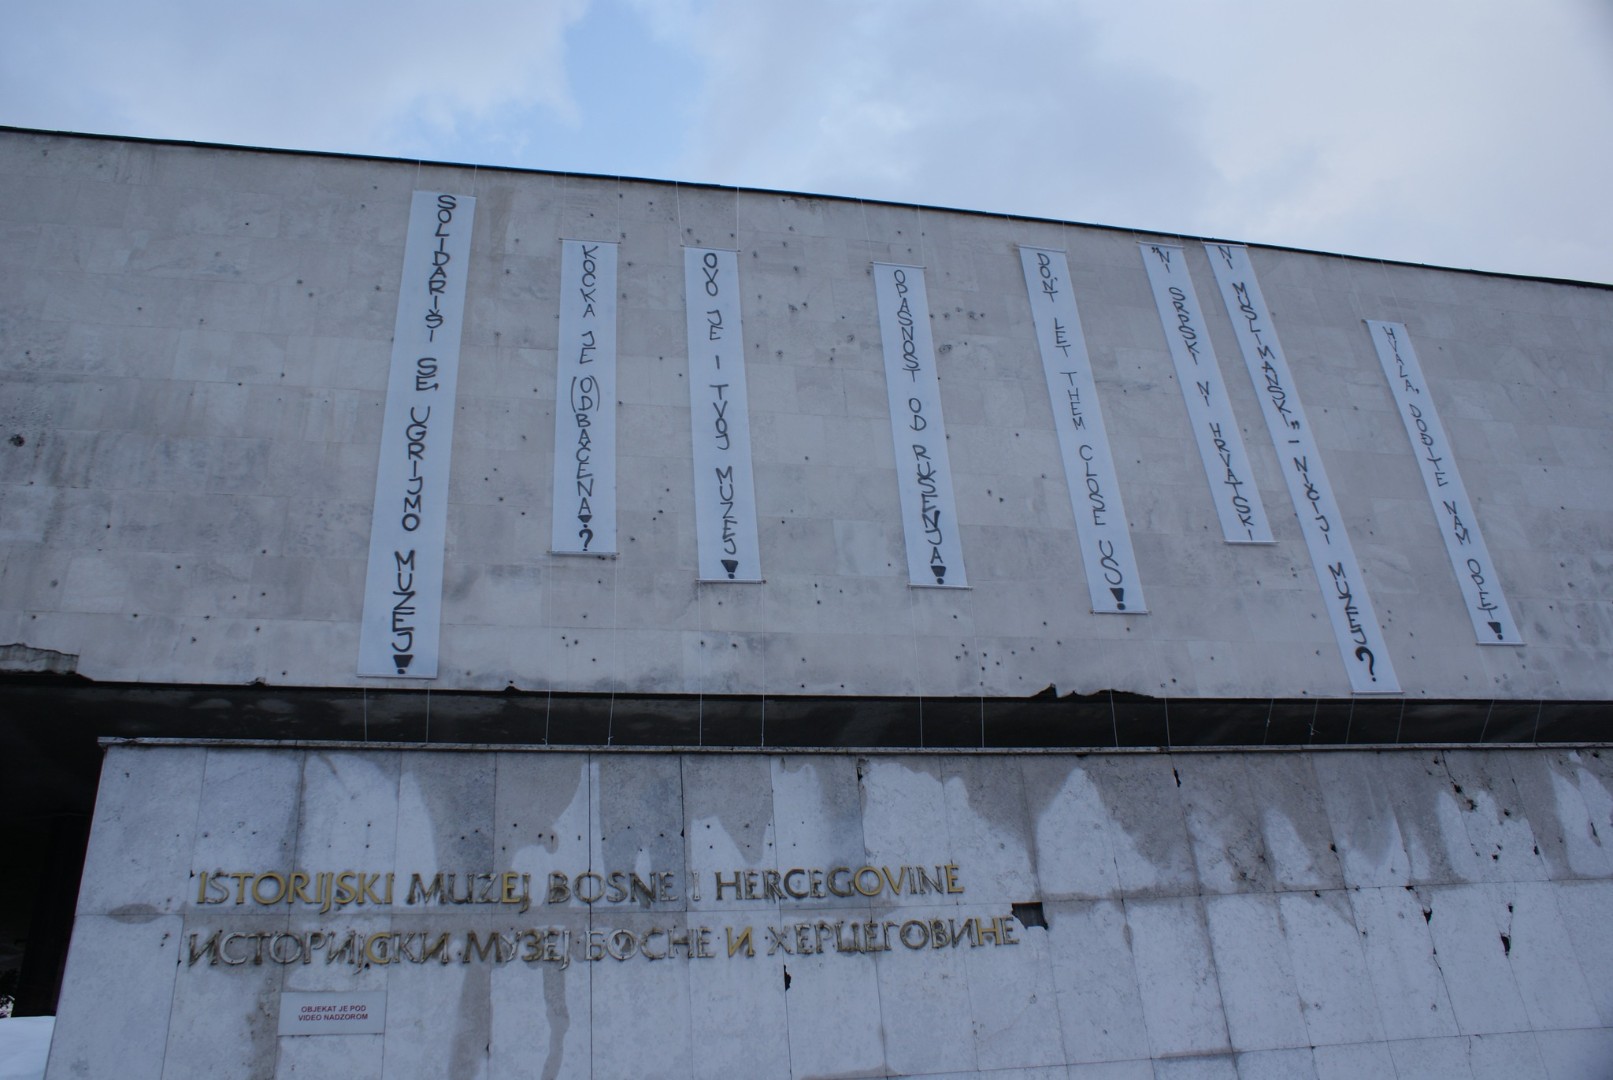 SOLIDARIŠI SE, UGRIJMO MUZEJ!
KOCKA JE (OD)BAČENA!?
OVO JE I TVOJ MUZEJ!
OPASNOST OD RUŠENJA!
DON'T LET THEM CLOSE US!
"NI SRPSKI NI HRVATSKI
NI MUSLIMANSKI" I NIČIJI MUZEJ?
HVALA, DOĐITE NAM OPET!
ISTORIJSKI MUZEJ BOSNE I HERCEGOVINE
ИСТОРИЈСКИ МУЗЕЈ БОСНЕ И ХЕРЦЕГОВИНЕ
OBJEKAT JE POD
VIDEO NADZOROM